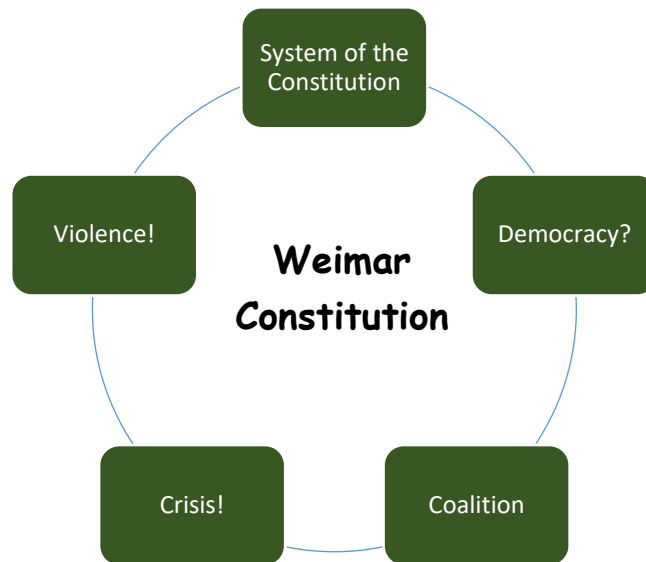 System of the
Constitution
Democracy?
Coalition
Crisis!
Violence!
Weimar
Constitution